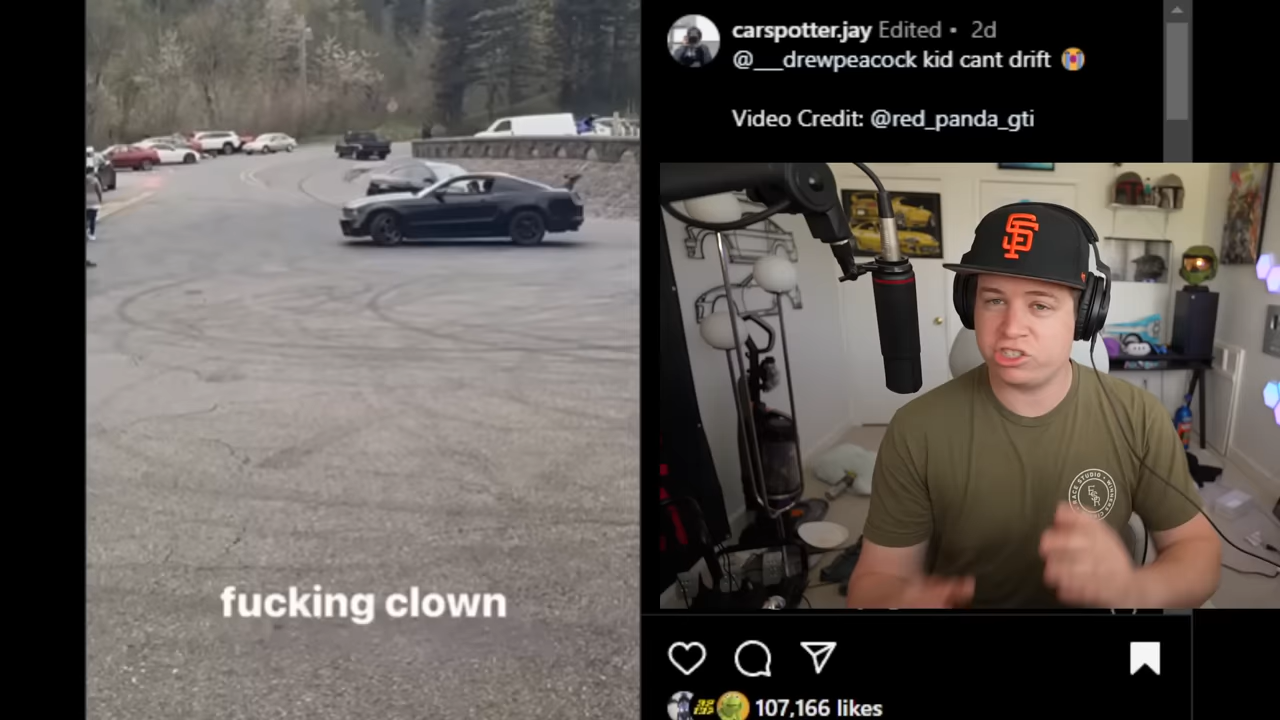 carspotter.jay Edited • 2d
@___drewpeacock kid cant drift 😭
Video Credit: @red_panda_gti
SF
fucking clown
107,166 likes